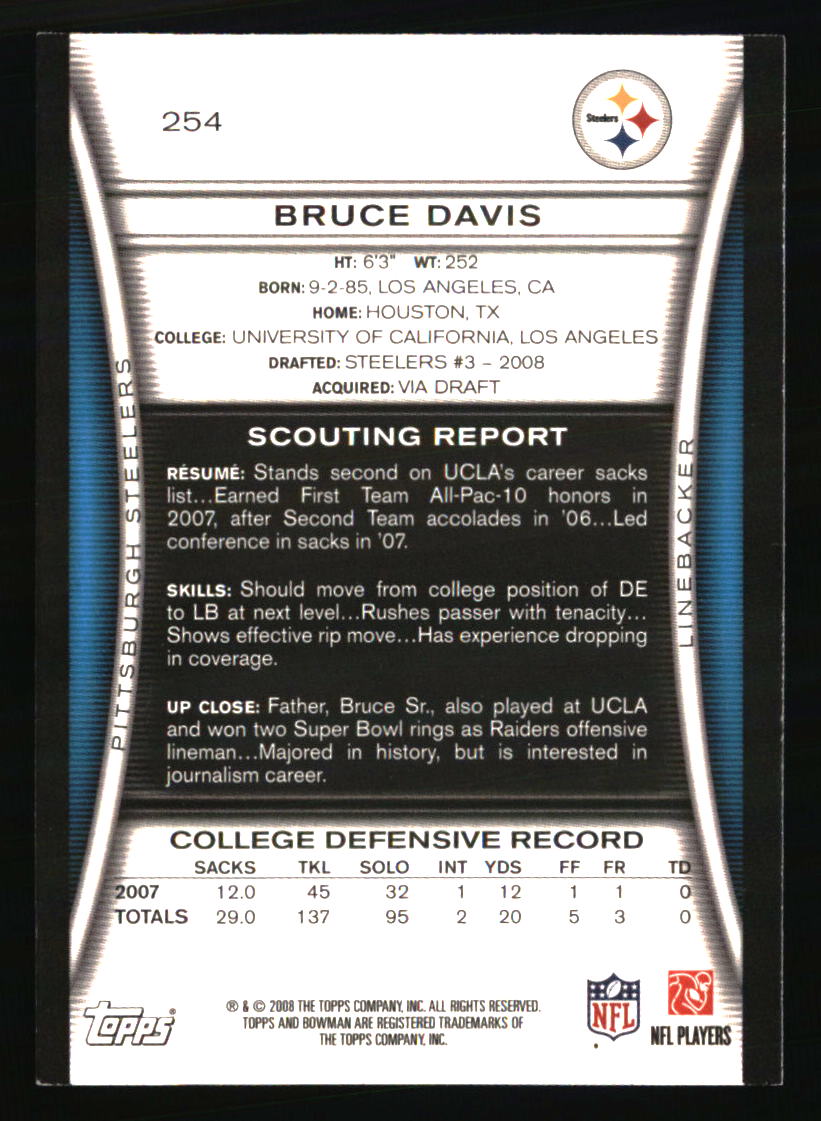 254
Steelers
BRUCE DAVIS
HT: 6'3" WT: 252
BORN: 9-2-85, LOS ANGELES, CA
HOME: HOUSTON, TX
COLLEGE: UNIVERSITY OF CALIFORNIA, LOS ANGELES
DRAFTED: STEELERS #3 – 2008
ACQUIRED: VIA DRAFT
PITTSBURGH STEELERS
LINEBACKER
SCOUTING REPORT
RÉSUMÉ: Stands second on UCLA's career sacks
list...Earned First Team All-Pac-10 honors in
2007, after Second Team accolades in '06...Led
conference in sacks in '07.
SKILLS: Should move from college position of DE
to LB at next level...Rushes passer with tenacity...
Shows effective rip move...Has experience dropping
in coverage.
UP CLOSE: Father, Bruce Sr., also played at UCLA
and won two Super Bowl rings as Raiders offensive
lineman...Majored in history, but is interested in
journalism career.
COLLEGE DEFENSIVE RECORD
SACKS TKL SOLO INT YDS FF FR TD
2007 12.0 45 32 1 12 1 1 0
TOTALS 29.0 137 95 2 20 5 3 0
TOPPS®
® & © 2008 THE TOPPS COMPANY, INC. ALL RIGHTS RESERVED.
TOPPS AND BOWMAN ARE REGISTERED TRADEMARKS OF
THE TOPPS COMPANY, INC.
NFL
NFL PLAYERS